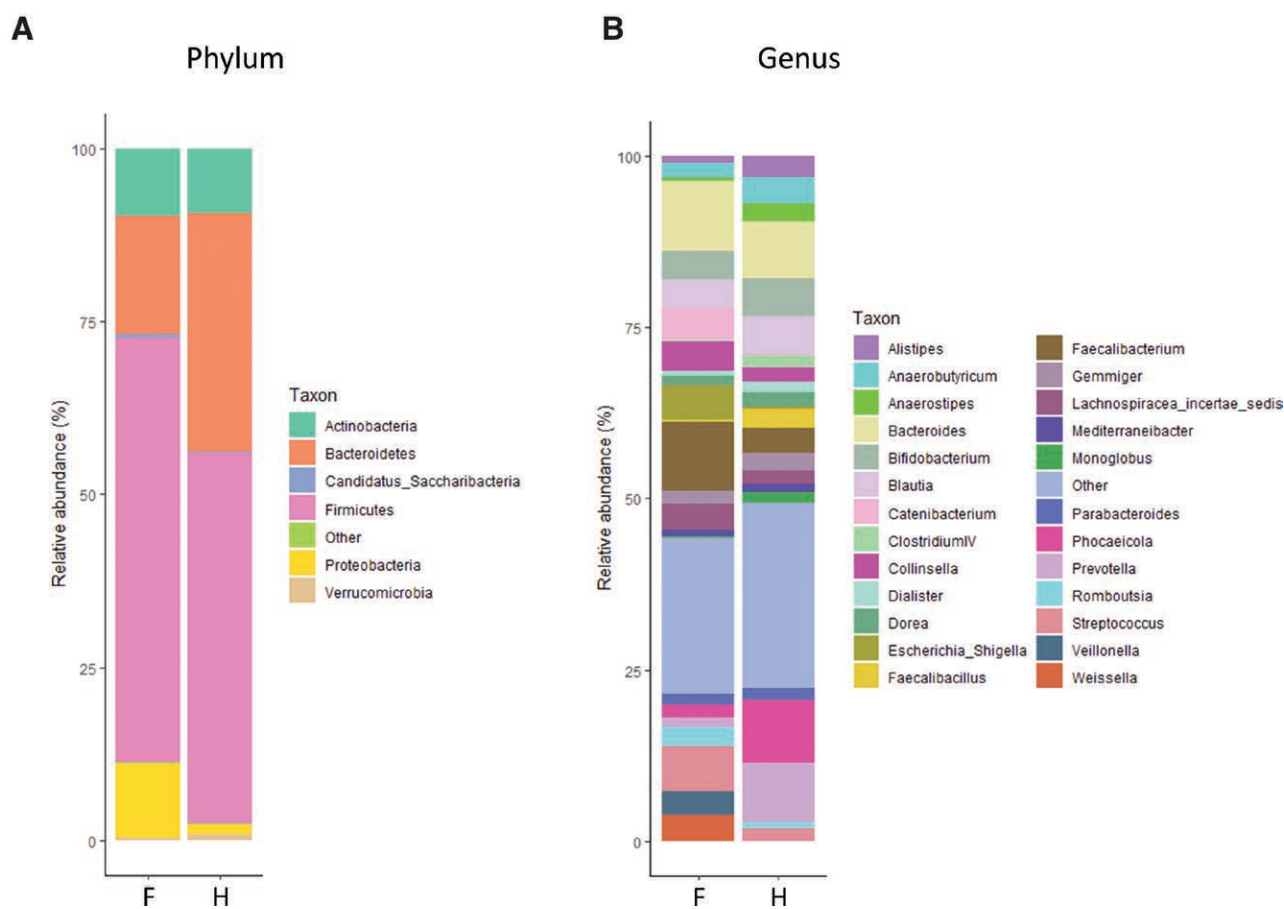 A
Phylum
Relative abundance (%)
100
75
50
25
0
F
H
Taxon
Actinobacteria
Bacteroidetes
Candidatus_Saccharibacteria
Firmicutes
Other
Proteobacteria
Verrucomicrobia
B
Genus
Relative abundance (%)
100
75
50
25
0
F
H
Taxon
Alistipes
Anaerobutyricum
Anaerostipes
Bacteroides
Bifidobacterium
Blautia
Catenibacterium
ClostridiumIV
Collinsella
Dialister
Dorea
Escherichia_Shigella
Faecalibacillus
Faecalibacterium
Gemmiger
Lachnospiracea_incertae_sedis
Mediterraneibacter
Monoglobus
Other
Parabacteroides
Phocaeicola
Prevotella
Romboutsia
Streptococcus
Veillonella
Weissella